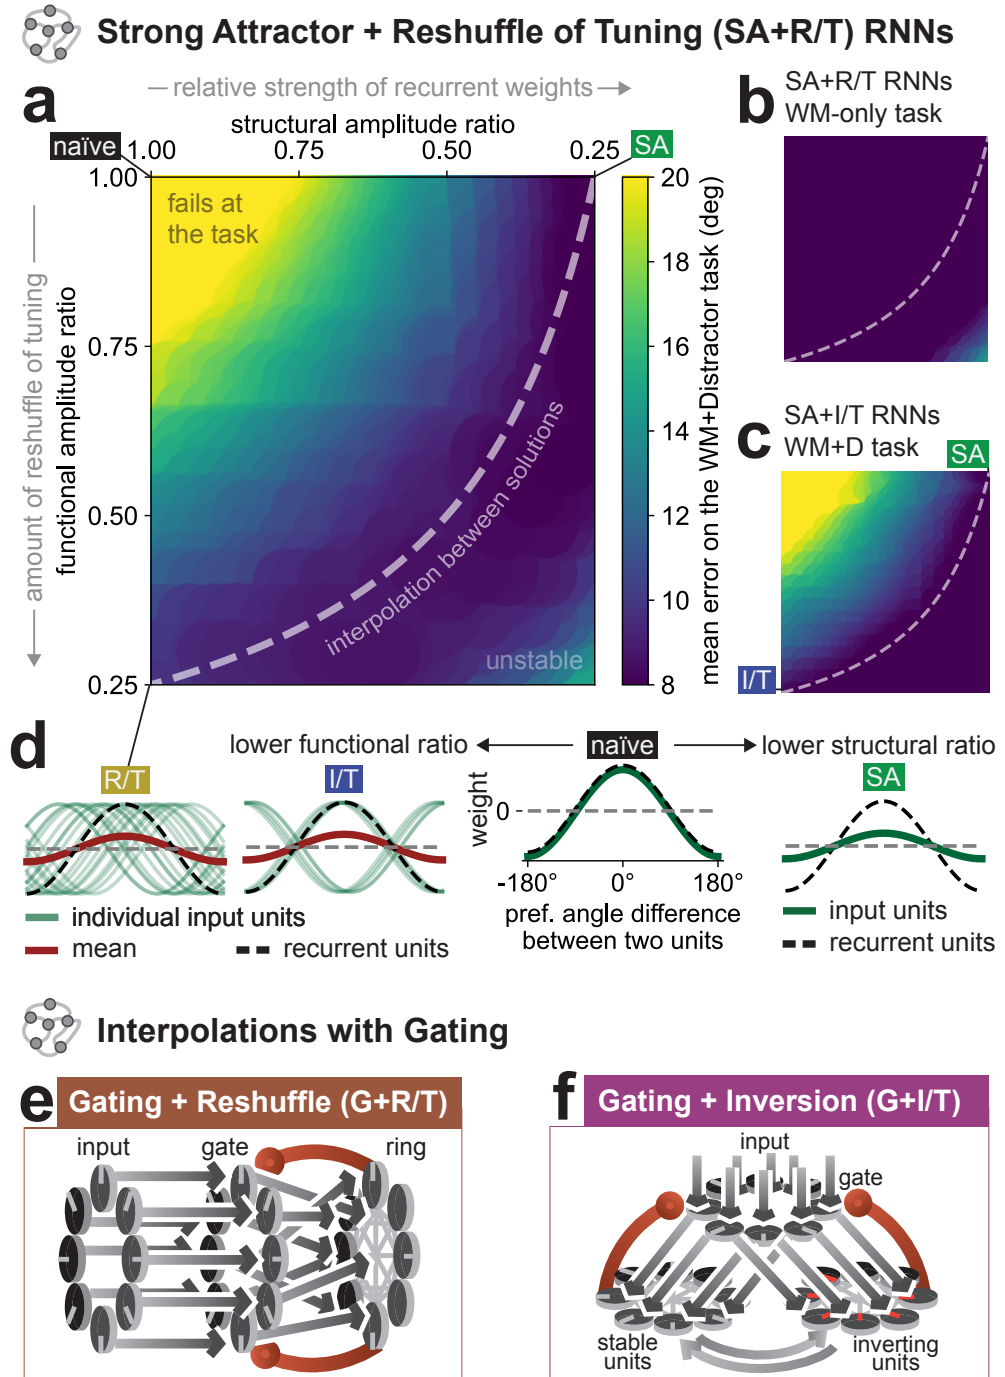 Strong Attractor + Reshuffle of Tuning (SA+R/T) RNNs
a
relative strength of recurrent weights
structural amplitude ratio
naïve
SA
1.00 0.75 0.50 0.25
amount of reshuffle of tuning
functional amplitude ratio
1.00
0.75
0.50
0.25
fails at
the task
interpolation between solutions
unstable
20
18
16
14
12
10
8
mean error on the WM+Distractor task (deg)
b
SA+R/T RNNs
WM-only task
c
SA+I/T RNNs
WM+D task
SA
I/T
d
lower functional ratio
naïve
lower structural ratio
R/T
I/T
SA
weight
0
-180° 0° 180°
pref. angle difference
between two units
individual input units
mean
recurrent units
input units
recurrent units
Interpolations with Gating
e
Gating + Reshuffle (G+R/T)
input
gate
ring
f
Gating + Inversion (G+I/T)
input
gate
stable
units
inverting
units